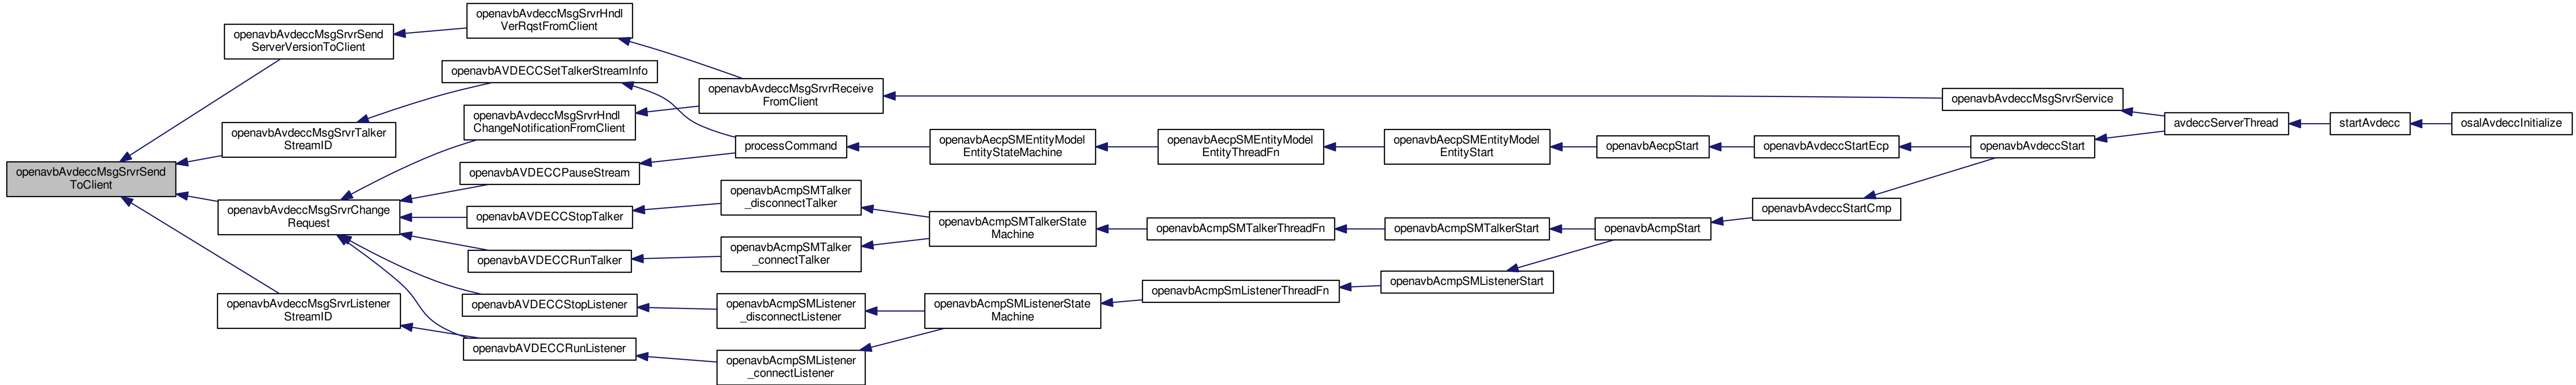 openavbAvdeccMsgSrvrSend
ToClient
openavbAvdeccMsgSrvrSend
ServerVersionToClient
openavbAvdeccMsgSrvrTalker
StreamID
openavbAvdeccMsgSrvrChange
Request
openavbAvdeccMsgSrvrListener
StreamID
openavbAvdeccMsgSrvrHndl
VerRqstFromClient
openavbAVDECCSetTalkerStreamInfo
openavbAvdeccMsgSrvrHndl
ChangeNotificationFromClient
openavbAVDECCPauseStream
openavbAVDECCStopTalker
openavbAVDECCRunTalker
openavbAVDECCStopListener
openavbAVDECCRunListener
openavbAvdeccMsgSrvrReceive
FromClient
processCommand
openavbAcmpSMTalker
_disconnectTalker
openavbAcmpSMTalker
_connectTalker
openavbAcmpSMListener
_disconnectListener
openavbAcmpSMListener
_connectListener
openavbAecpSMEntityModel
EntityStateMachine
openavbAcmpSMTalkerState
Machine
openavbAcmpSMListenerState
Machine
openavbAecpSMEntityModel
EntityThreadFn
openavbAcmpSMTalkerThreadFn
openavbAcmpSmListenerThreadFn
openavbAecpSMEntityModel
EntityStart
openavbAcmpSMTalkerStart
openavbAcmpSMListenerStart
openavbAecpStart
openavbAcmpStart
openavbAvdeccStartEcp
openavbAvdeccStartCmp
openavbAvdeccMsgSrvrService
openavbAvdeccStart
avdeccServerThread
startAvdecc
osalAvdeccInitialize